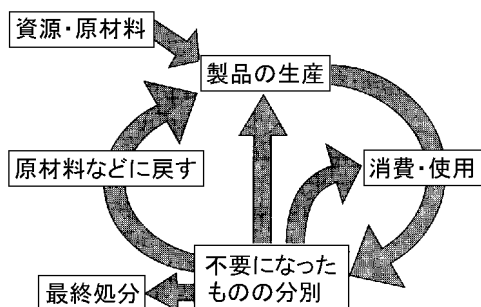 資源・原材料
製品の生産
原材料などに戻す
消費・使用
不要になった
ものの分別
最終処分